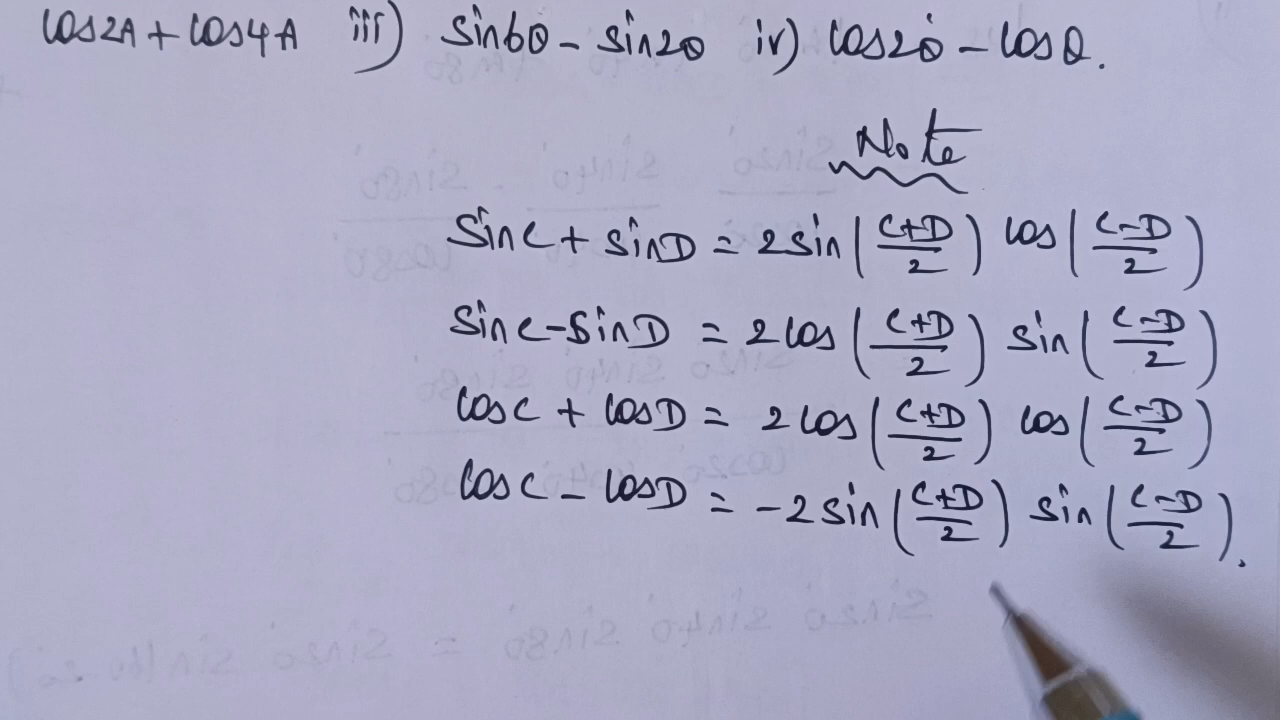 cos2A + cos4A iii) sin6θ - sin2θ iv) cos2θ - cosθ.
Note
sinC + sinD = 2sin(C+D/2) cos(C-D/2)
sinC - sinD = 2cos(C+D/2) sin(C-D/2)
cosC + cosD = 2cos(C+D/2) cos(C-D/2)
cosC - cosD = -2sin(C+D/2) sin(C-D/2).